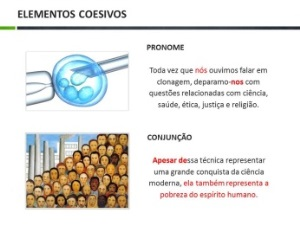 ELEMENTOS COESIVOS
PRONOME
Toda vez que nós ouvimos falar em
clonagem, deparamo-nos com
questões relacionadas com ciência,
saúde, ética, justiça e religião.
CONJUNÇÃO
Apesar dessa técnica representar
uma grande conquista da ciência
moderna, ela também representa a
pobreza do espírito humano.